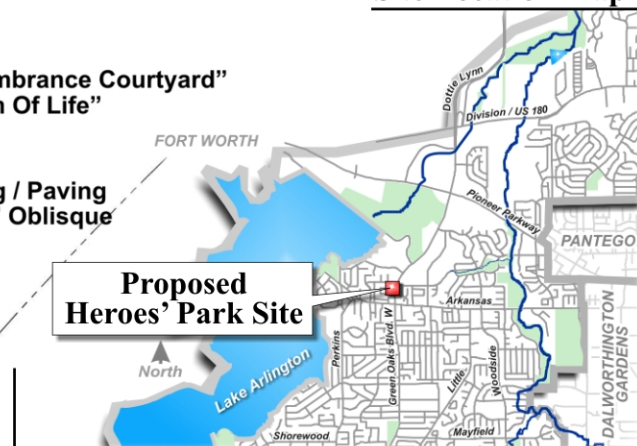 mbrance Courtyard”
n Of Life”
g / Paving
Oblisque
FORT WORTH
Dottie Lynn
Division / US 180
Pioneer Parkway
PANTEGO
Proposed
Heroes’ Park Site
Arkansas
North
Lake Arlington
Perkins
Green Oaks Blvd. W
Little
Woodside
DALWORTHINGTON
GARDENS
Shorewood
Mayfield